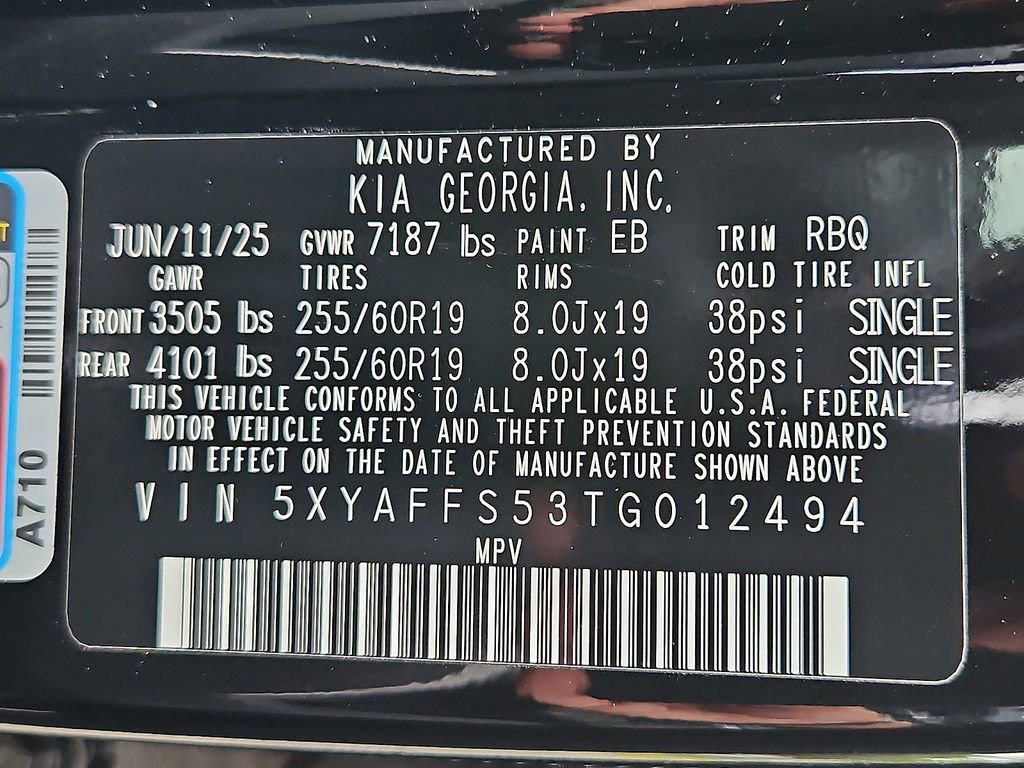 MANUFACTURED BY
KIA GEORGIA, INC.
JUN/11/25 GVWR 7187 lbs PAINT EB TRIM RBQ
GAWR TIRES RIMS COLD TIRE INFL
FRONT 3505 lbs 255/60R19 8.0Jx19 38psi SINGLE
REAR 4101 lbs 255/60R19 8.0Jx19 38psi SINGLE
THIS VEHICLE CONFORMS TO ALL APPLICABLE U.S.A. FEDERAL
MOTOR VEHICLE SAFETY AND THEFT PREVENTION STANDARDS
IN EFFECT ON THE DATE OF MANUFACTURE SHOWN ABOVE
VIN 5XYAFFS53TG012494
MPV
A710